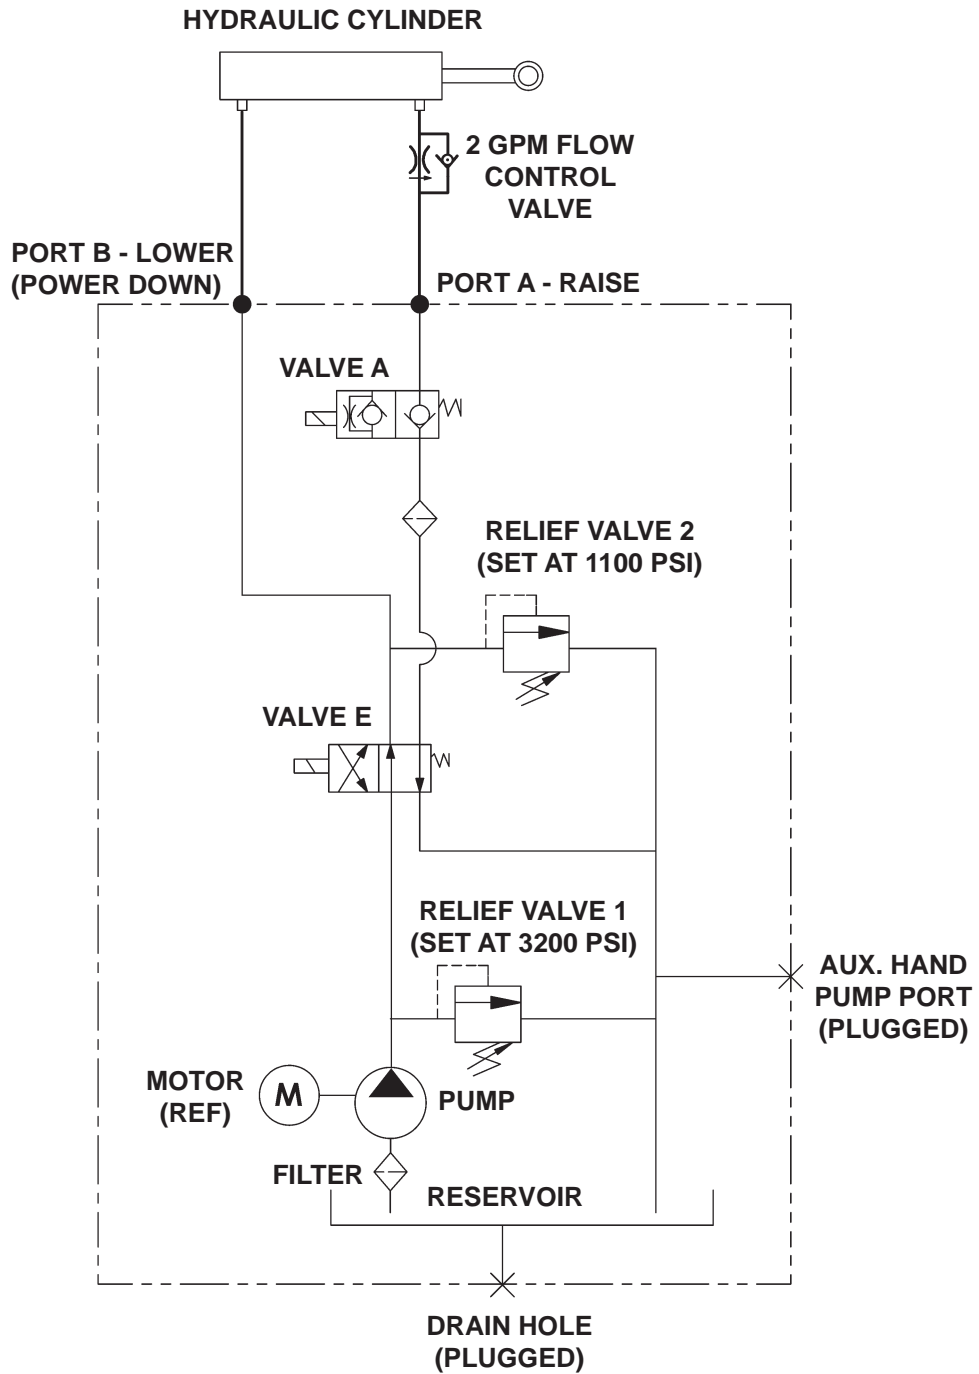 HYDRAULIC CYLINDER
2 GPM FLOW
CONTROL
VALVE
PORT B - LOWER
(POWER DOWN)
PORT A - RAISE
VALVE A
RELIEF VALVE 2
(SET AT 1100 PSI)
VALVE E
RELIEF VALVE 1
(SET AT 3200 PSI)
AUX. HAND
PUMP PORT
(PLUGGED)
MOTOR
(REF)
M
PUMP
FILTER
RESERVOIR
DRAIN HOLE
(PLUGGED)